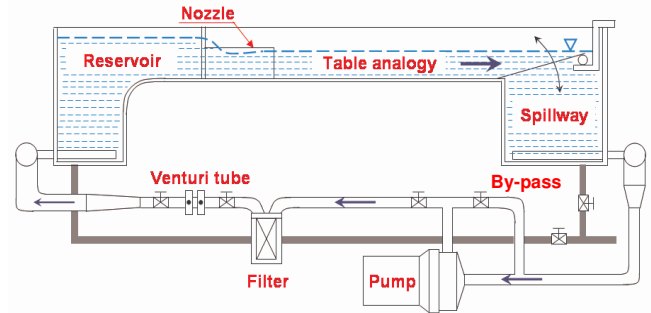 Nozzle
Reservoir
Table analogy
Spillway
Venturi tube
By-pass
Filter
Pump